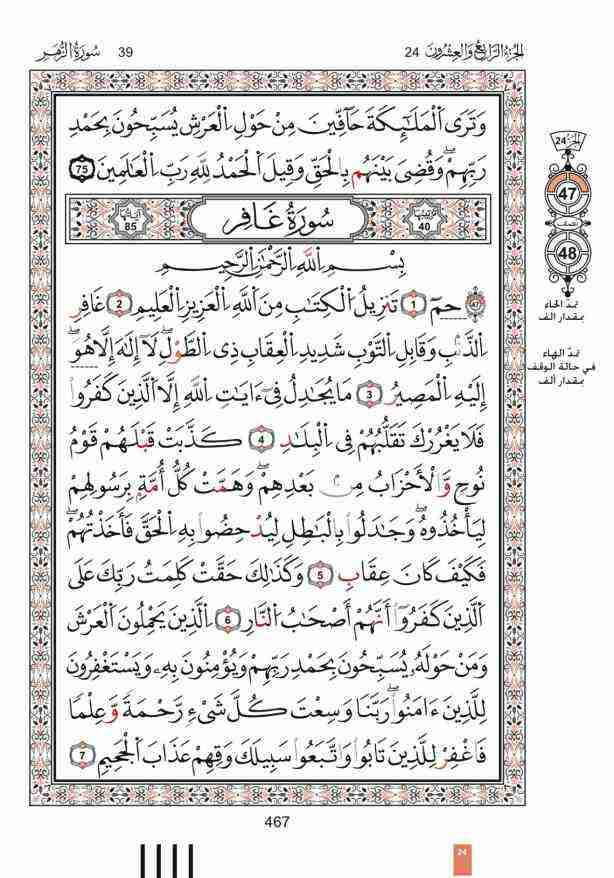 الجزء الرابع والعشرون 24
39 سورة الزمر
وَتَرَى ٱلْمَلَٰٓئِكَةَ حَآفِّينَ مِنْ حَوْلِ ٱلْعَرْشِ يُسَبِّحُونَ بِحَمْدِ
رَبِّهِمْ ۖ وَقُضِىَ بَيْنَهُم بِٱلْحَقِّ وَقِيلَ ٱلْحَمْدُ لِلَّهِ رَبِّ ٱلْعَٰلَمِينَ 75
ترتيبها 40
سُورَةُ غَافِر
آياتها 85
بِسْمِ ٱللَّهِ ٱلرَّحْمَٰنِ ٱلرَّحِيمِ
حمٓ 1 تَنزِيلُ ٱلْكِتَٰبِ مِنَ ٱللَّهِ ٱلْعَزِيزِ ٱلْعَلِيمِ 2 غَافِرِ
ٱلذَّنۢبِ وَقَابِلِ ٱلتَّوْبِ شَدِيدِ ٱلْعِقَابِ ذِى ٱلطَّوْلِ ۖ لَآ إِلَٰهَ إِلَّا هُوَ ۖ
إِلَيْهِ ٱلْمَصِيرُ 3 مَا يُجَٰدِلُ فِىٓ ءَايَٰتِ ٱللَّهِ إِلَّا ٱلَّذِينَ كَفَرُوا۟
فَلَا يَغْرُرْكَ تَقَلُّبُهُمْ فِى ٱلْبِلَٰدِ 4 كَذَّبَتْ قَبْلَهُمْ قَوْمُ
نُوحٍ وَٱلْأَحْزَابُ مِنۢ بَعْدِهِمْ ۖ وَهَمَّتْ كُلُّ أُمَّةٍۭ بِرَسُولِهِمْ
لِيَأْخُذُوهُ ۖ وَجَٰدَلُوا۟ بِٱلْبَٰطِلِ لِيُدْحِضُوا۟ بِهِ ٱلْحَقَّ فَأَخَذْتُهُمْ ۖ
فَكَيْفَ كَانَ عِقَابِ 5 وَكَذَٰلِكَ حَقَّتْ كَلِمَتُ رَبِّكَ عَلَى
ٱلَّذِينَ كَفَرُوٓا۟ أَنَّهُمْ أَصْحَٰبُ ٱلنَّارِ 6 ٱلَّذِينَ يَحْمِلُونَ ٱلْعَرْشَ
وَمَنْ حَوْلَهُۥ يُسَبِّحُونَ بِحَمْدِ رَبِّهِمْ وَيُؤْمِنُونَ بِهِۦ وَيَسْتَغْفِرُونَ
لِلَّذِينَ ءَامَنُوا۟ ۖ رَبَّنَا وَسِعْتَ كُلَّ شَىْءٍ رَّحْمَةً وَعِلْمًا
فَٱغْفِرْ لِلَّذِينَ تَابُوا۟ وَٱتَّبَعُوا۟ سَبِيلَكَ وَقِهِمْ عَذَابَ ٱلْجَحِيمِ 7
24
47
48
تمدّ الحاء
بمقدار ألف
تمدّ الهاء
في حالة الوقف
بمقدار ألف
467
24